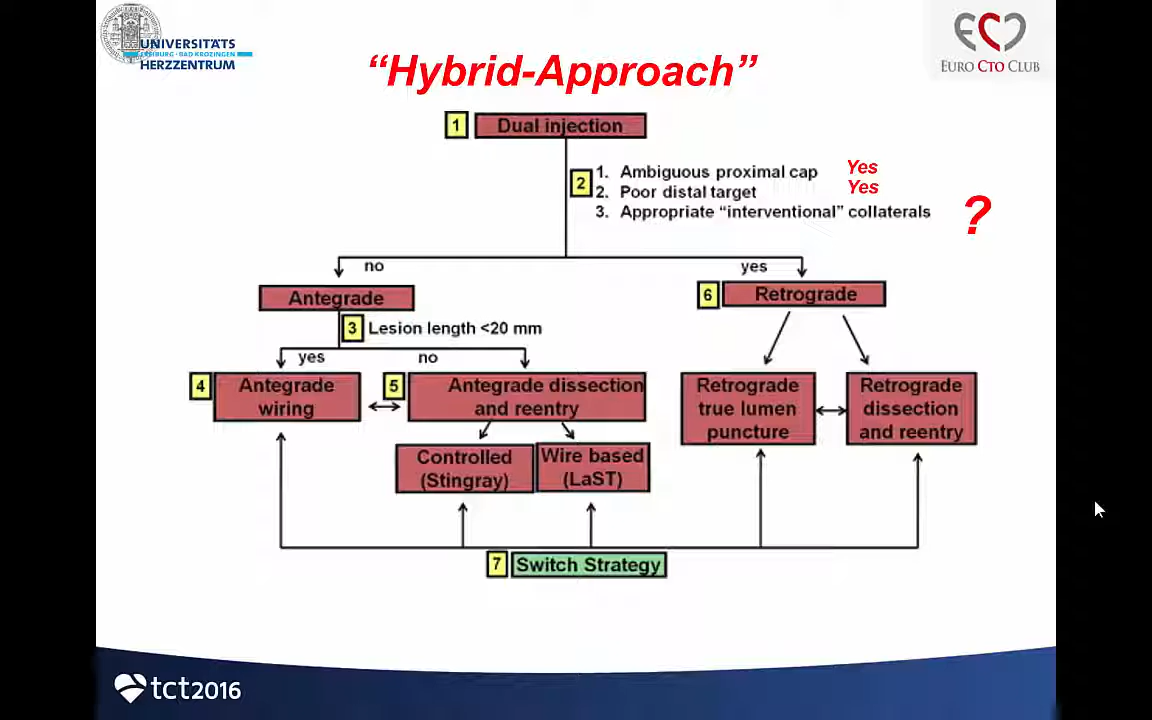 UNIVERSITÄTS
FREIBURG · BAD KROZINGEN
HERZZENTRUM
“Hybrid-Approach”
EURO CTO CLUB
1 Dual injection
2
1. Ambiguous proximal cap Yes
2. Poor distal target Yes
3. Appropriate “interventional” collaterals ?
no
yes
Antegrade
6 Retrograde
3 Lesion length <20 mm
yes
no
4 Antegrade
wiring
5 Antegrade dissection
and reentry
Retrograde
true lumen
puncture
Retrograde
dissection
and reentry
Controlled
(Stingray)
Wire based
(LaST)
7 Switch Strategy
tct2016